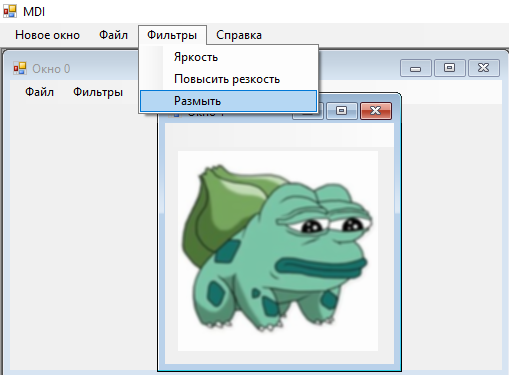 MDI
Новое окно Файл Фильтры Справка
Яркость
Повысить резкость
Размыть
Окно 0
Файл Фильтры